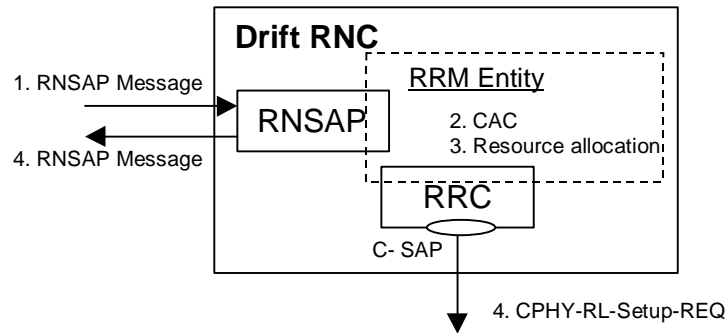 Drift RNC
RRM Entity
1. RNSAP Message
RNSAP
2. CAC
3. Resource allocation
4. RNSAP Message
RRC
C- SAP
4. CPHY-RL-Setup-REQ